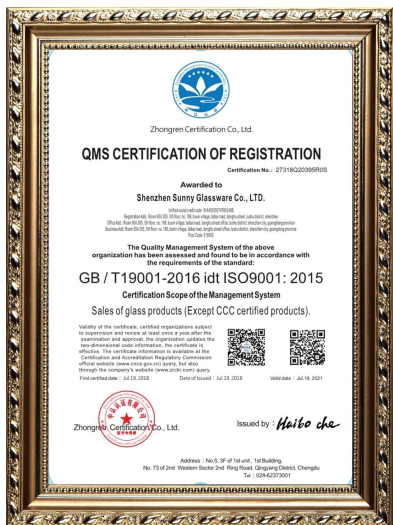 Zhongren Certification Co., Ltd.
QMS CERTIFICATION OF REGISTRATION
Certification No.: 27318Q20395R0S
Awarded to
Shenzhen Sunny Glassware Co., LTD.
The Quality Management System of the above
organization has been assessed and found to be in accordance with
the requirements of the standard:
GB / T19001-2016 idt ISO9001: 2015
Certification Scope of the Management System
Sales of glass products (Except CCC certified products).
Validity of the certificate, certified organizations subject
to supervision and review at least once a year,after the
examination and approval, the organization updates the
two-dimensional code information, the certificate is
effective. The certificate information is available at the
Certification and Accreditation Regulatory Commission
official website (www.cnca.gov.cn) query, but also
through the company's website (www.zrcln.com) query.
First certified date : Jul.19, 2018 Date of Issued : Jul.19, 2018 Valid date : Jul.18, 2021
Zhongren Certification Co., Ltd.
Issued by : Haibo che
Address : No.5, 3F of 1st unit , 1st Building,
No. 73 of 2nd Western Sector 2nd Ring Road, Qingyang District, Chengdu
Tel : 028-62373001